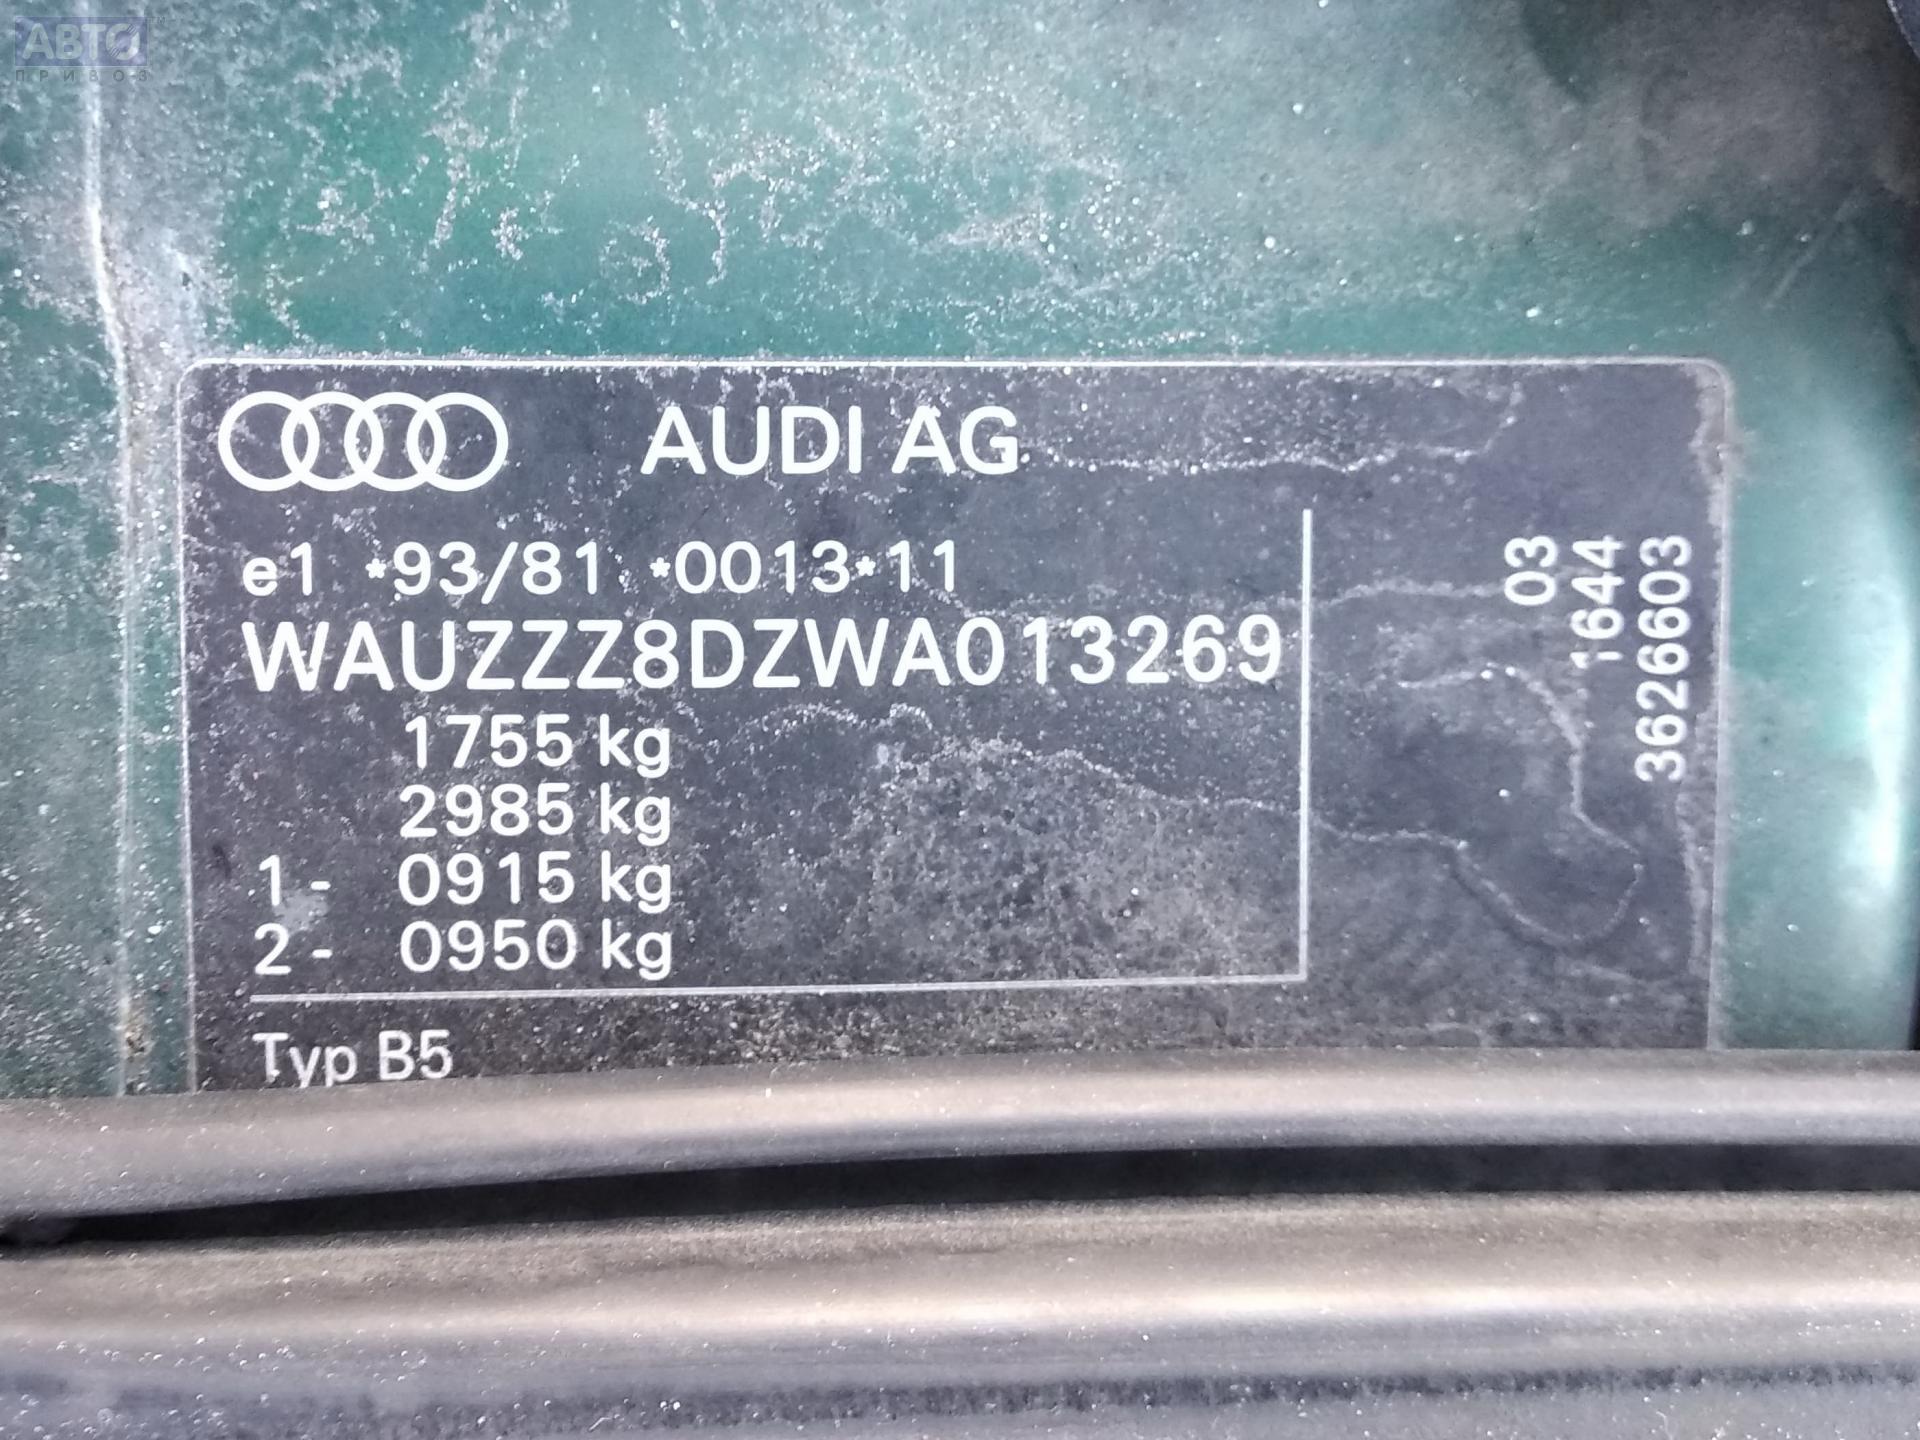 АВТО
ПРИВОЗ
AUDI AG
e1 *93/81 *0013*11
WAUZZZ8DZWA013269
1755 kg
2985 kg
1- 0915 kg
2- 0950 kg
Typ B5
03
1644
3626603